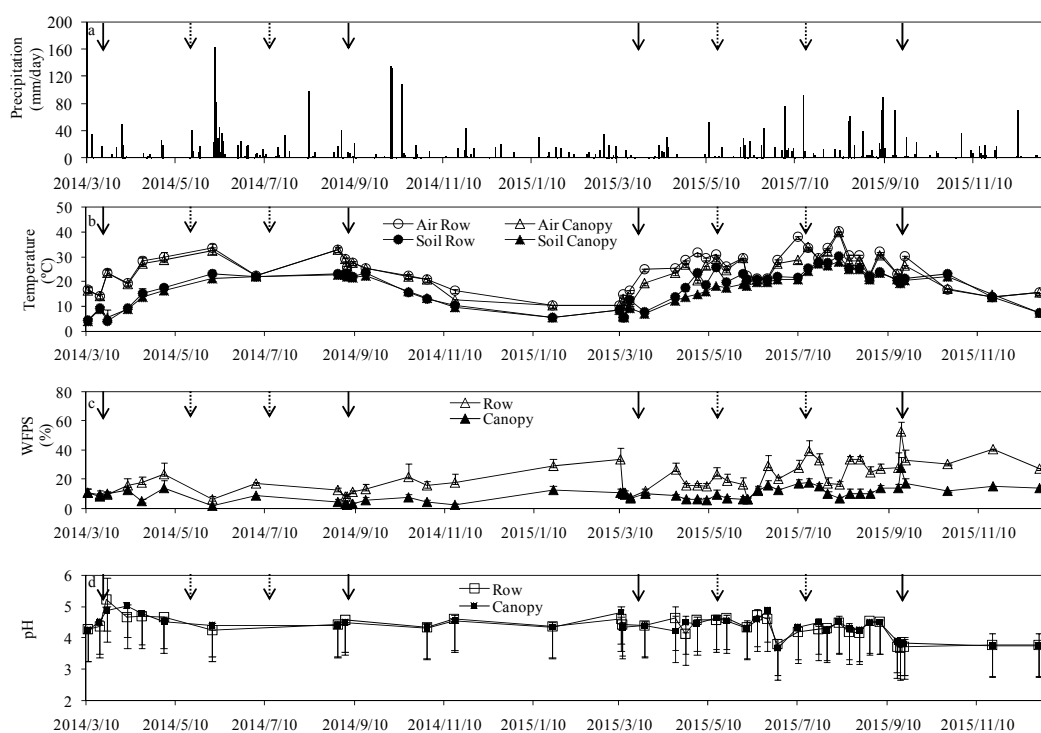 a
Precipitation
(mm/day)
200
160
120
80
40
0
2014/3/10 2014/5/10 2014/7/10 2014/9/10 2014/11/10 2015/1/10 2015/3/10 2015/5/10 2015/7/10 2015/9/10 2015/11/10
b
Temperature
(°C)
50
40
30
20
10
0
Air Row Air Canopy
Soil Row Soil Canopy
2014/3/10 2014/5/10 2014/7/10 2014/9/10 2014/11/10 2015/1/10 2015/3/10 2015/5/10 2015/7/10 2015/9/10 2015/11/10
c
WFPS
(%)
80
60
40
20
0
Row
Canopy
2014/3/10 2014/5/10 2014/7/10 2014/9/10 2014/11/10 2015/1/10 2015/3/10 2015/5/10 2015/7/10 2015/9/10 2015/11/10
d
pH
6
5
4
3
2
Row
Canopy
2014/3/10 2014/5/10 2014/7/10 2014/9/10 2014/11/10 2015/1/10 2015/3/10 2015/5/10 2015/7/10 2015/9/10 2015/11/10